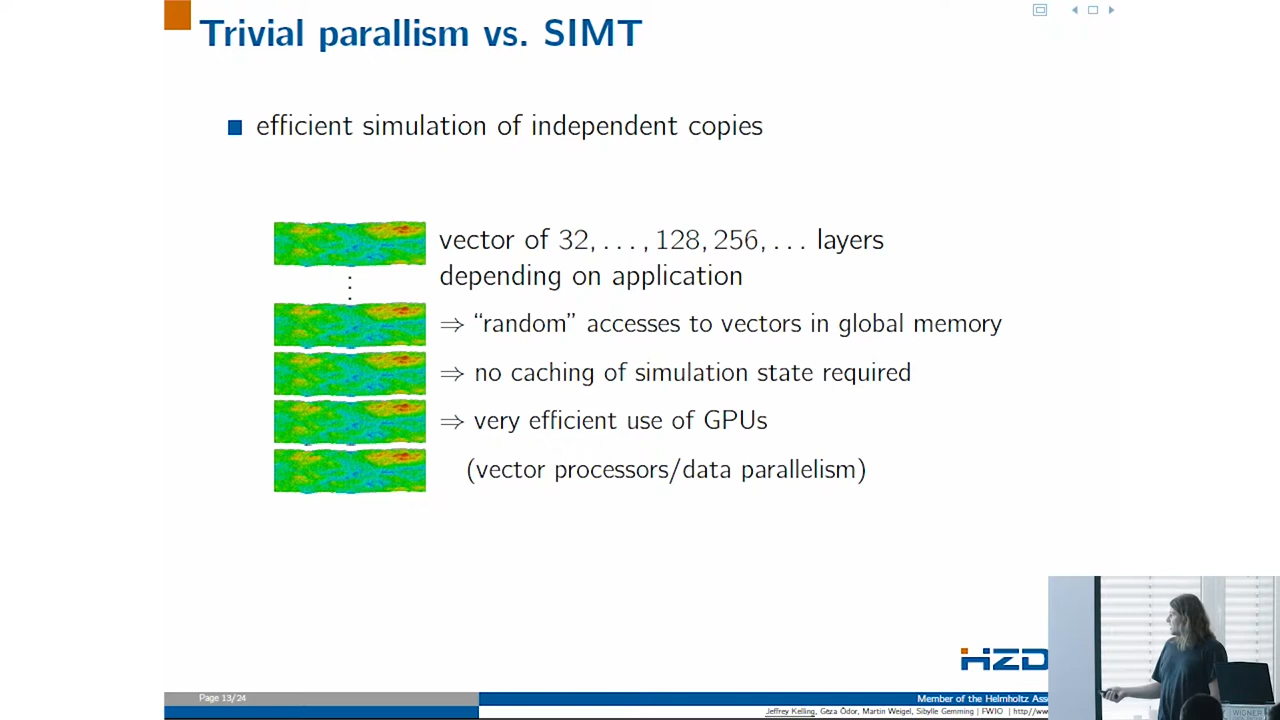 Trivial parallism vs. SIMT
efficient simulation of independent copies
vector of 32, . . . , 128, 256, . . . layers
depending on application
⇒ “random” accesses to vectors in global memory
⇒ no caching of simulation state required
⇒ very efficient use of GPUs
(vector processors/data parallelism)
HZD
WIGNER
Page 13/24
Member of the Helmholtz Ass
Jeffrey Kelling, Géza Ódor, Martin Weigel, Sibylle Gemming | FWIO | http://ww